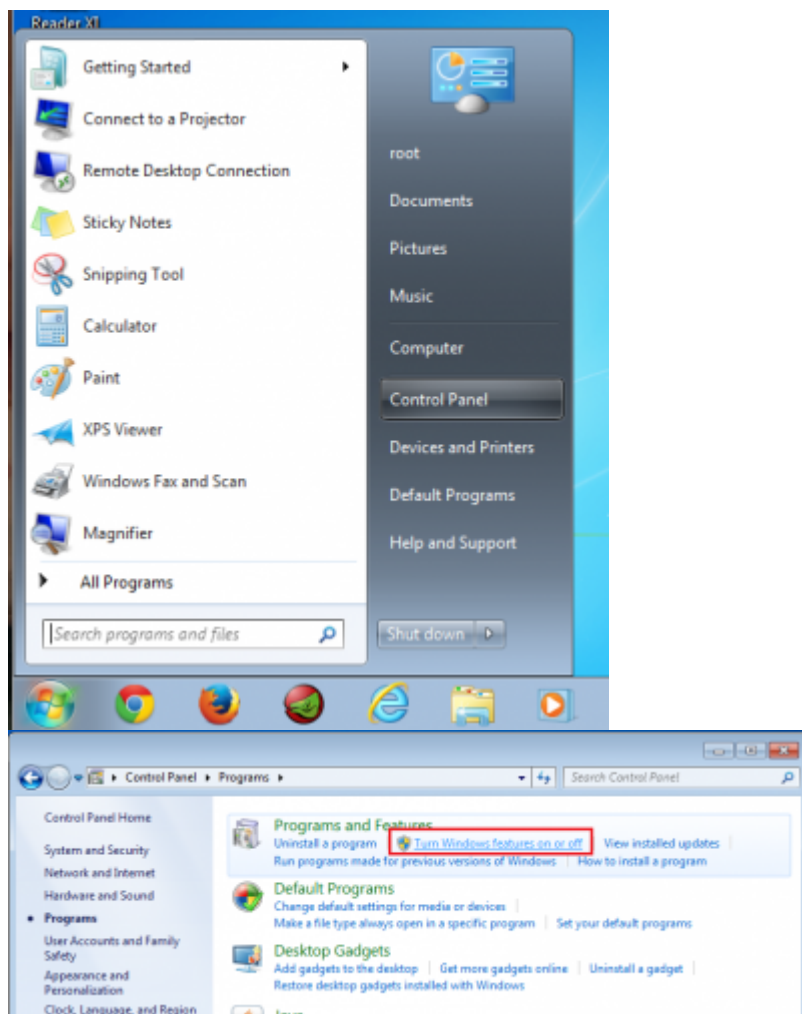 Reader XI
Getting Started
Connect to a Projector
Remote Desktop Connection
Sticky Notes
Snipping Tool
Calculator
Paint
XPS Viewer
Windows Fax and Scan
Magnifier
All Programs
Search programs and files
root
Documents
Pictures
Music
Computer
Control Panel
Devices and Printers
Default Programs
Help and Support
Shut down
Control Panel Programs
Search Control Panel
Control Panel Home
System and Security
Network and Internet
Hardware and Sound
Programs
User Accounts and Family
Safety
Appearance and
Personalization
Clock, Language, and Region
Programs and Features
Uninstall a program Turn Windows features on or off View installed updates
Run programs made for previous versions of Windows How to install a program
Default Programs
Change default settings for media or devices
Make a file type always open in a specific program Set your default programs
Desktop Gadgets
Add gadgets to the desktop Get more gadgets online Uninstall a gadget
Restore desktop gadgets installed with Windows
Java